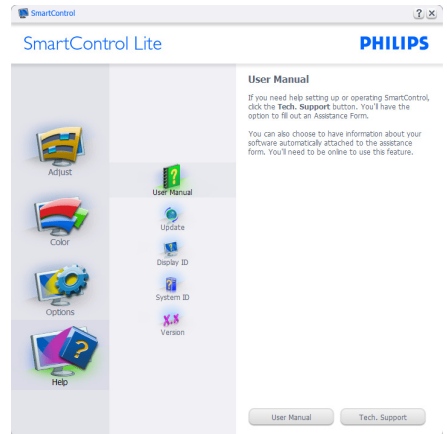 SmartControl
? ×
SmartControl Lite
PHILIPS
Adjust
Color
Options
Help
User Manual
Update
Display ID
System ID
X.X
Version
User Manual
If you need help setting up or operating SmartControl,
click the Tech. Support button. You'll have the
option to fill out an Assistance Form.
You can also choose to have information about your
software automatically attached to the assistance
form. You'll need to be online to use this feature.
User Manual
Tech. Support